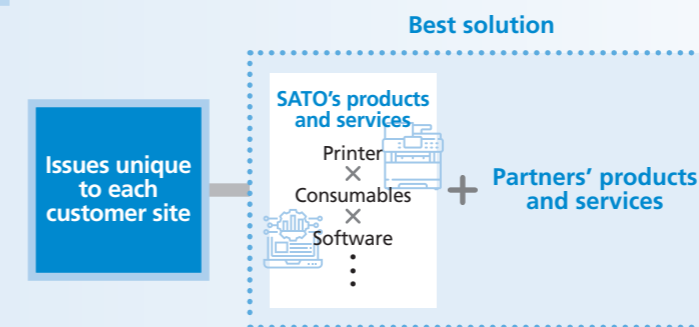 Best solution
Issues unique
to each
customer site
SATO's products
and services
Printer
×
Consumables
×
Software
⋮
+
Partners' products
and services